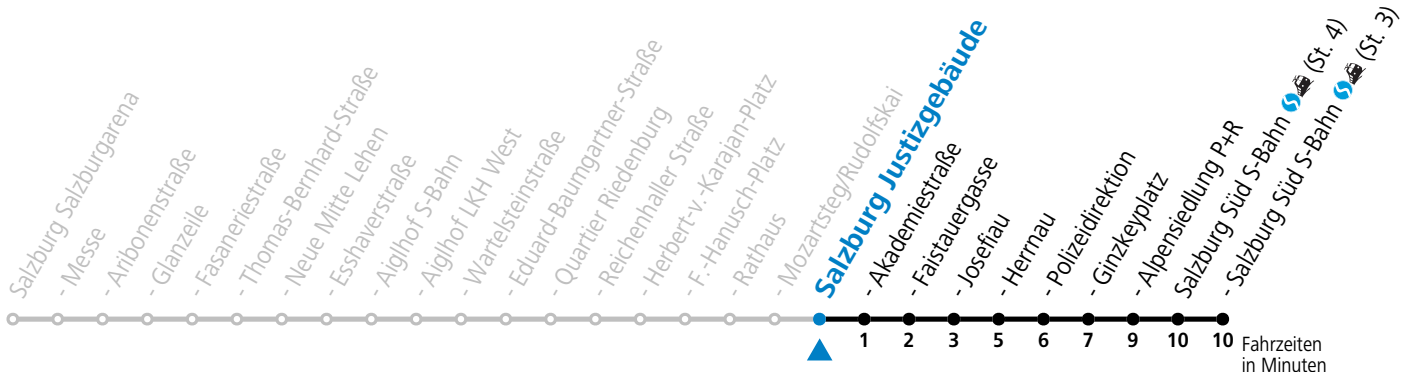 Salzburg Salzburgarena
- Messe
- Aribonenstraße
- Glanzeile
- Fasaneriestraße
- Thomas-Bernhard-Straße
- Neue Mitte Lehen
- Esshaverstraße
- Aiglhof S-Bahn
- Aiglhof LKH West
- Wartelsteinstraße
- Eduard-Baumgartner-Straße
- Quartier Riedenburg
- Reichenhaller Straße
- Herbert-v.-Karajan-Platz
- F.-Hanusch-Platz
- Rathaus
- Mozartsteg/Rudolfskai
Salzburg Justizgebäude
- Akademiestraße
- Faistauergasse
- Josefiau
- Herrnau
- Polizeidirektion
- Ginzkeyplatz
- Alpensiedlung P+R
Salzburg Süd S-Bahn (St. 4)
- Salzburg Süd S-Bahn (St. 3)
1 2 3 5 6 7 9 10 10
Fahrzeiten
in Minuten